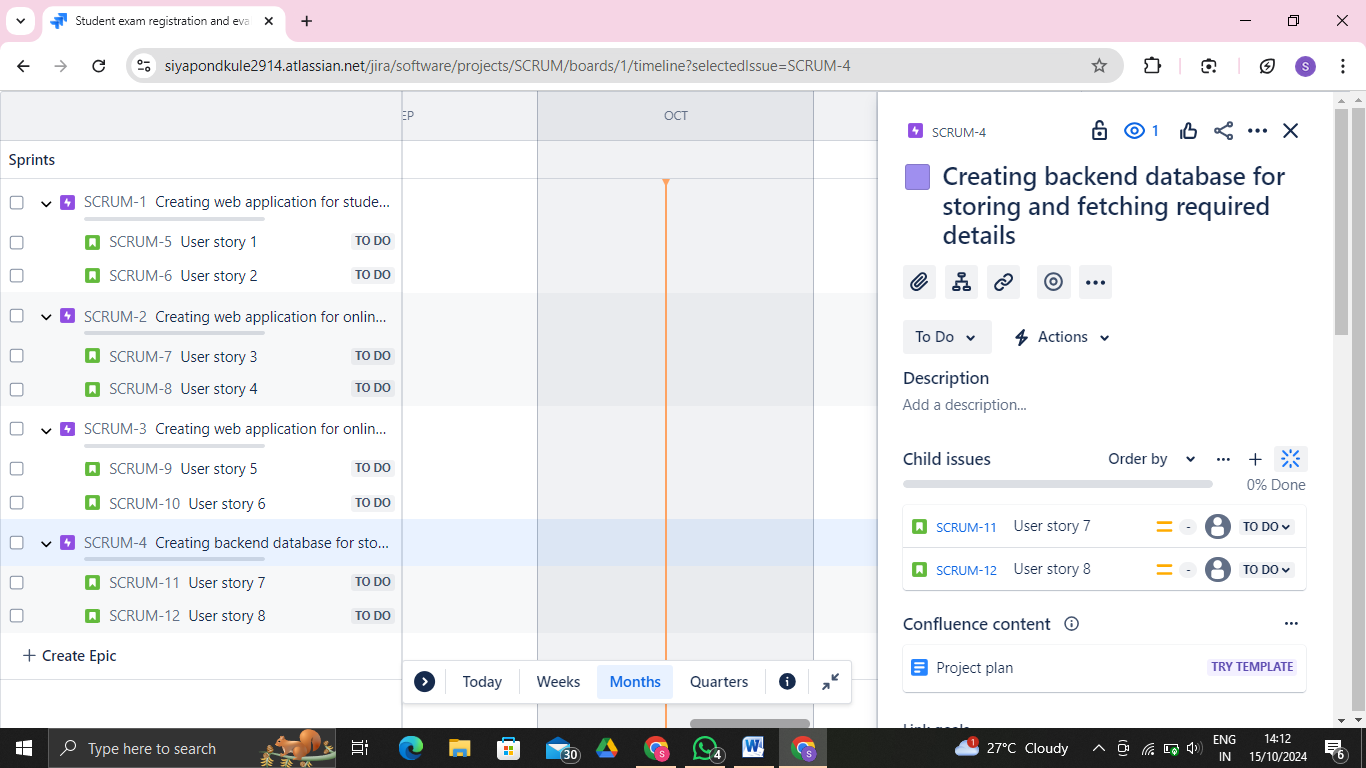 Student exam registration and eva
siyapondkule2914.atlassian.net/jira/software/projects/SCRUM/boards/1/timeline?selectedIssue=SCRUM-4
S
EP
OCT
Sprints
SCRUM-1 Creating web application for stude...
SCRUM-5 User story 1 TO DO
SCRUM-6 User story 2 TO DO
SCRUM-2 Creating web application for onlin...
SCRUM-7 User story 3 TO DO
SCRUM-8 User story 4 TO DO
SCRUM-3 Creating web application for onlin...
SCRUM-9 User story 5 TO DO
SCRUM-10 User story 6 TO DO
SCRUM-4 Creating backend database for sto...
SCRUM-11 User story 7 TO DO
SCRUM-12 User story 8 TO DO
+ Create Epic
Today Weeks Months Quarters
SCRUM-4
1
Creating backend database for
storing and fetching required
details
To Do
Actions
Description
Add a description...
Child issues
Order by
0% Done
SCRUM-11 User story 7 - TO DO
SCRUM-12 User story 8 - TO DO
Confluence content
Project plan TRY TEMPLATE
Link goals
Type here to search
30
S
4
S
1
27°C Cloudy
ENG
IN
14:12
15/10/2024
6